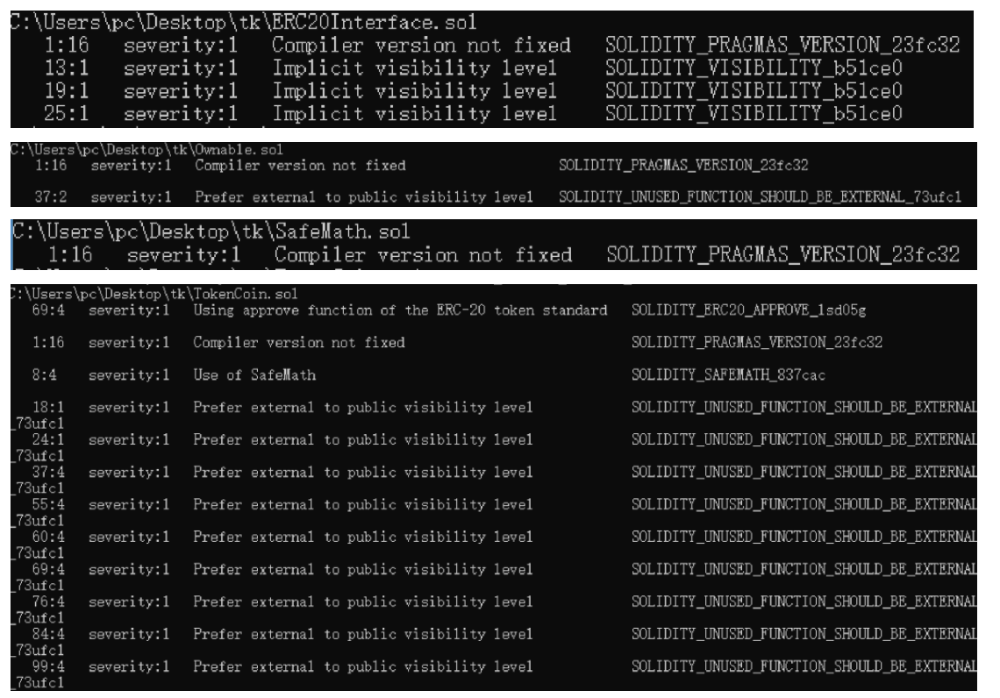 C:\Users\pc\Desktop\tk\ERC20Interface.sol
1:16 severity:1 Compiler version not fixed SOLIDITY_PRAGMAS_VERSION_23fc32
13:1 severity:1 Implicit visibility level SOLIDITY_VISIBILITY_b51ce0
19:1 severity:1 Implicit visibility level SOLIDITY_VISIBILITY_b51ce0
25:1 severity:1 Implicit visibility level SOLIDITY_VISIBILITY_b51ce0
C:\Users\pc\Desktop\tk\Ownable.sol
1:16 severity:1 Compiler version not fixed SOLIDITY_PRAGMAS_VERSION_23fc32
37:2 severity:1 Prefer external to public visibility level SOLIDITY_UNUSED_FUNCTION_SHOULD_BE_EXTERNAL_73ufc1
C:\Users\pc\Desktop\tk\SafeMath.sol
1:16 severity:1 Compiler version not fixed SOLIDITY_PRAGMAS_VERSION_23fc32
C:\Users\pc\Desktop\tk\TokenCoin.sol
69:4 severity:1 Using approve function of the ERC-20 token standard SOLIDITY_ERC20_APPROVE_1sd05g
1:16 severity:1 Compiler version not fixed SOLIDITY_PRAGMAS_VERSION_23fc32
8:4 severity:1 Use of SafeMath SOLIDITY_SAFEMATH_837cac
18:1 severity:1 Prefer external to public visibility level SOLIDITY_UNUSED_FUNCTION_SHOULD_BE_EXTERNAL
_73ufc1
24:1 severity:1 Prefer external to public visibility level SOLIDITY_UNUSED_FUNCTION_SHOULD_BE_EXTERNAL
_73ufc1
37:4 severity:1 Prefer external to public visibility level SOLIDITY_UNUSED_FUNCTION_SHOULD_BE_EXTERNAL
_73ufc1
55:4 severity:1 Prefer external to public visibility level SOLIDITY_UNUSED_FUNCTION_SHOULD_BE_EXTERNAL
_73ufc1
60:4 severity:1 Prefer external to public visibility level SOLIDITY_UNUSED_FUNCTION_SHOULD_BE_EXTERNAL
_73ufc1
69:4 severity:1 Prefer external to public visibility level SOLIDITY_UNUSED_FUNCTION_SHOULD_BE_EXTERNAL
_73ufc1
76:4 severity:1 Prefer external to public visibility level SOLIDITY_UNUSED_FUNCTION_SHOULD_BE_EXTERNAL
_73ufc1
84:4 severity:1 Prefer external to public visibility level SOLIDITY_UNUSED_FUNCTION_SHOULD_BE_EXTERNAL
_73ufc1
99:4 severity:1 Prefer external to public visibility level SOLIDITY_UNUSED_FUNCTION_SHOULD_BE_EXTERNAL
_73ufc1